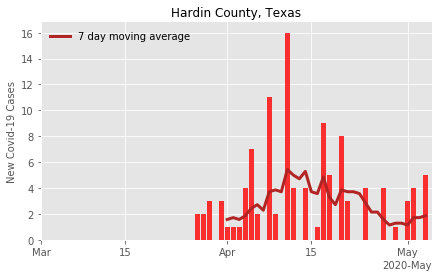 Hardin County, Texas
7 day moving average
New Covid-19 Cases
16
14
12
10
8
6
4
2
0
Mar
15
Apr
15
May
2020-May